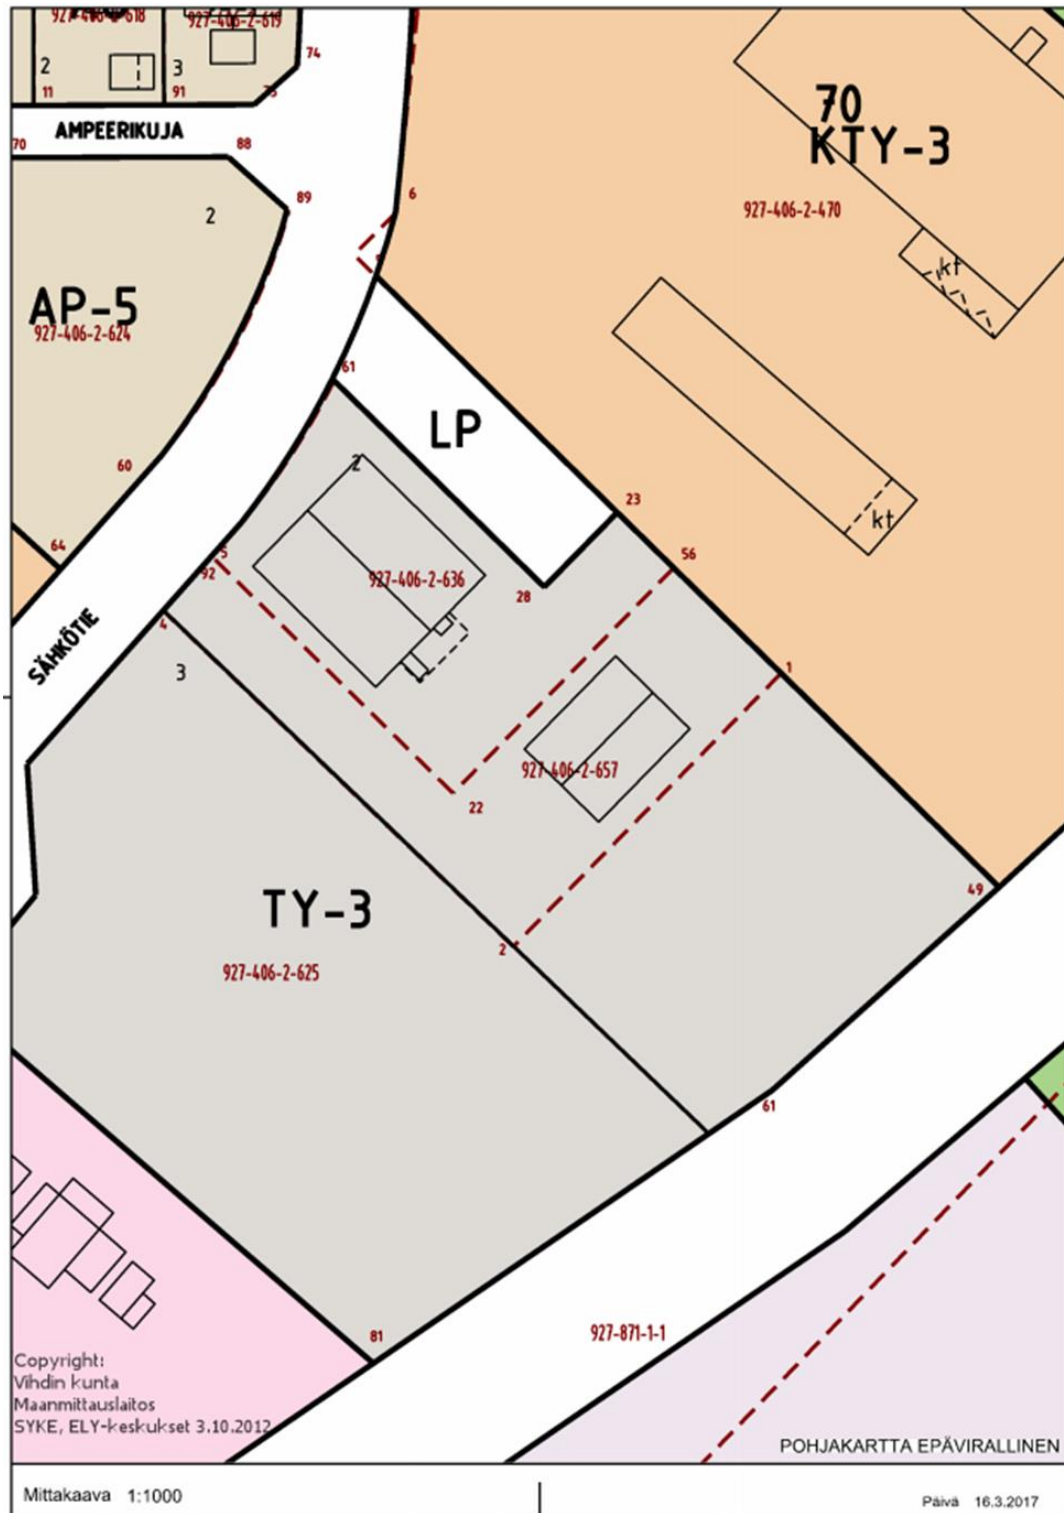 927-406-2-618
927-406-2-619
74
2
3
11
91
75
70
KTY-3
AMPEERIKUJA
70
88
89
6
2
927-406-2-470
kt
AP-5
927-406-2-624
61
LP
60
2
23
kt
64
5
56
92
927-406-2-636
28
4
SÄHKÖTIE
3
1
927-406-2-657
22
49
TY-3
2
927-406-2-625
61
81
927-871-1-1
Copyright:
Vihdin kunta
Maanmittauslaitos
SYKE, ELY-keskukset 3.10.2012
POHJAKARTTA EPÄVIRALLINEN
Mittakaava 1:1000
Päivä 16.3.2017